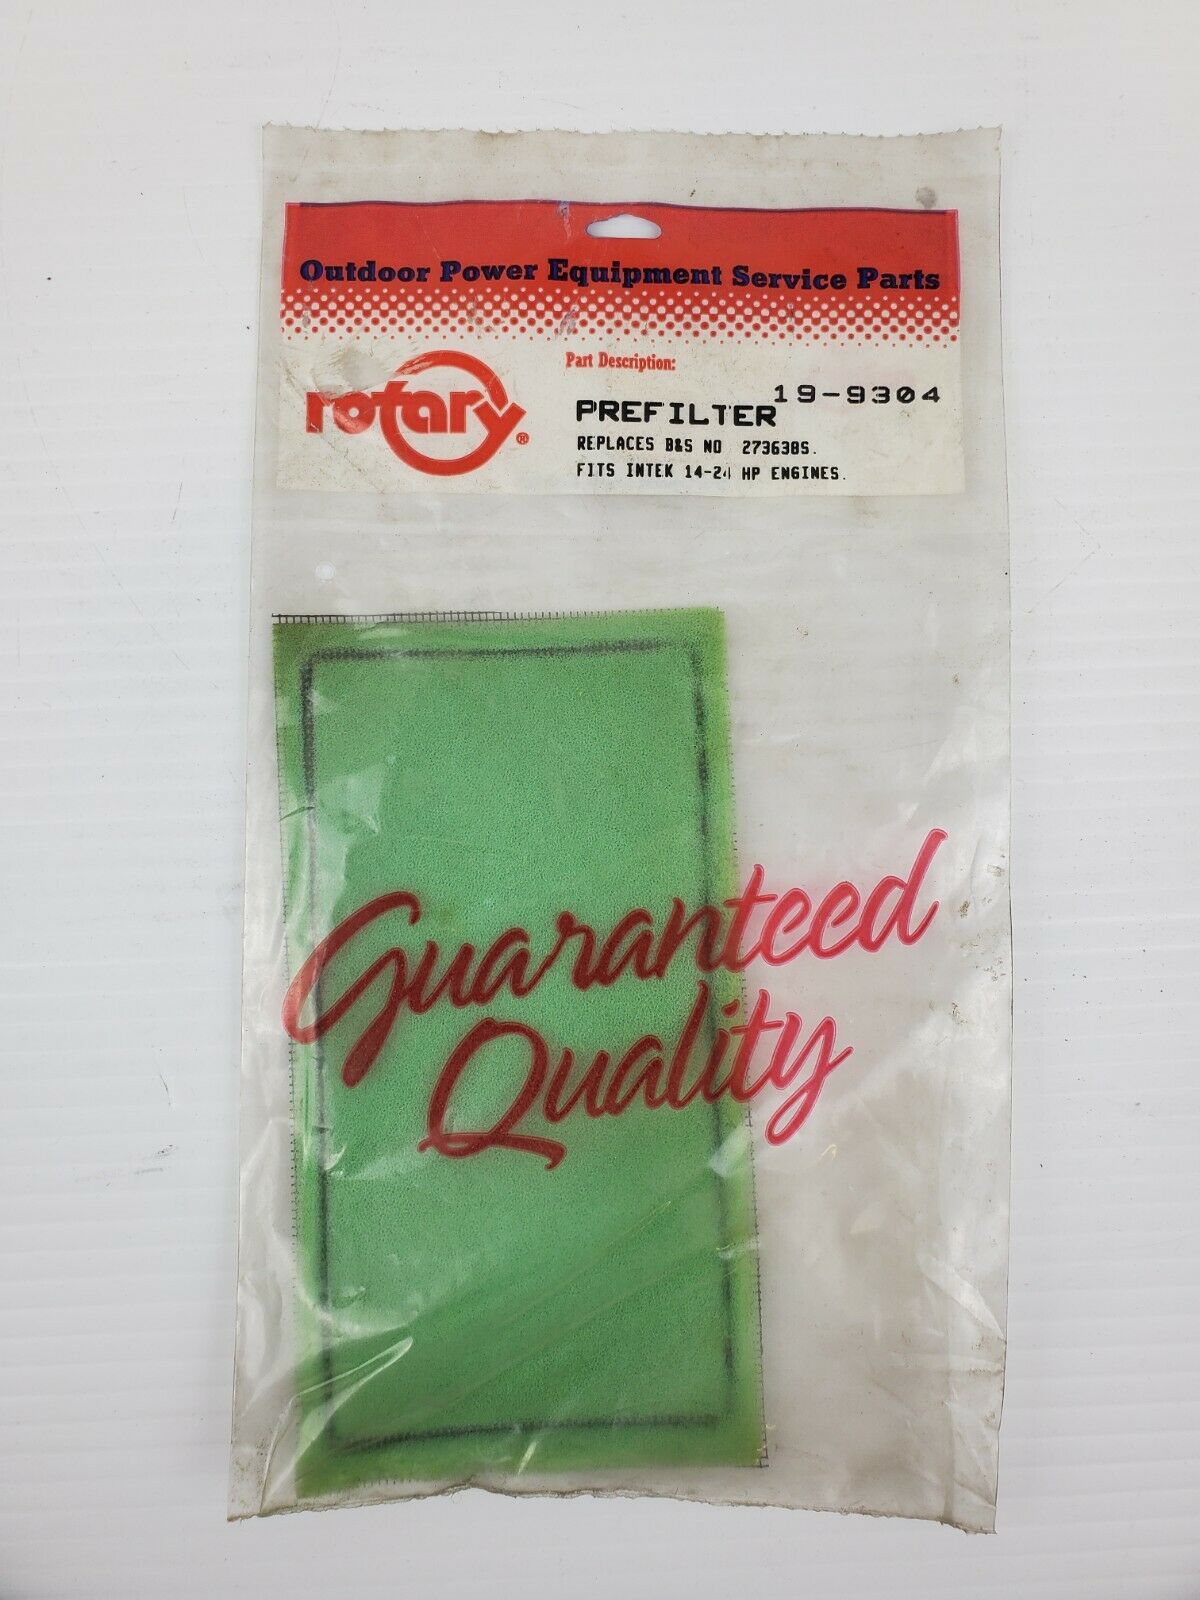 Outdoor Power Equipment Service Parts
rotary®
Part Description:
19-9304
PREFILTER
REPLACES B&S NO 273638S.
FITS INTEK 14-24 HP ENGINES.
Guaranteed
Quality